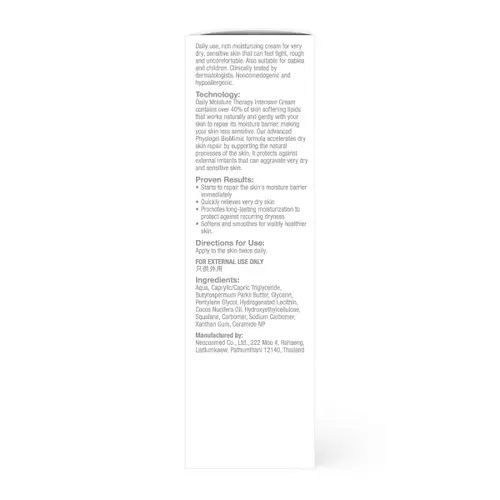 Daily use, rich moisturizing cream for very
dry, sensitive skin that can feel tight, rough
and uncomfortable. Also suitable for babies
and children. Clinically tested by
dermatologists. Noncomedogenic and
hypoallergenic.
Technology:
Daily Moisture Therapy Intensive Cream
contains over 40% of skin softening lipids
that works naturally and gently with your
skin to repair its moisture barrier, making
your skin less sensitive. Our advanced
Physiogel BioMimic formula accelerates dry
skin repair by supporting the natural
processes of the skin. It protects against
external irritants that can aggravate very dry
and sensitive skin.
Proven Results:
• Starts to repair the skin's moisture barrier
immediately
• Quickly relieves very dry skin
• Promotes long-lasting moisturization to
protect against recurring dryness
• Softens and smoothes for visibly healthier
skin.
Directions for Use:
Apply to the skin twice daily.
FOR EXTERNAL USE ONLY
只供外用
Ingredients:
Aqua, Caprylic/Capric Triglyceride,
Butyrospermum Parkii Butter, Glycerin,
Pentylene Glycol, Hydrogenated Lecithin,
Cocos Nucifera Oil, Hydroxyethylcellulose,
Squalane, Carbomer, Sodium Carbomer,
Xanthan Gum, Ceramide NP
Manufactured by:
Neocosmed Co., Ltd., 222 Moo 4, Rahaeng,
Ladlumkaew, Pathumthani 12140, Thailand